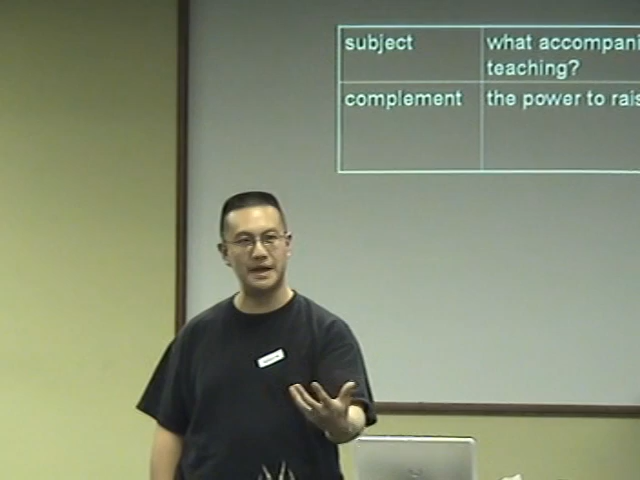 subject
what accompani
teaching?
complement
the power to rais